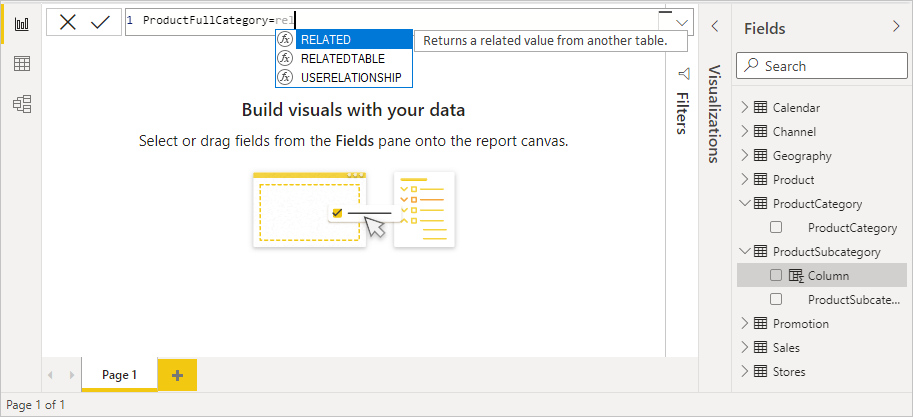 1 ProductFullCategory=rel
RELATED
Returns a related value from another table.
RELATEDTABLE
USERELATIONSHIP
Build visuals with your data
Select or drag fields from the Fields pane onto the report canvas.
Filters
Visualizations
Fields
Search
Calendar
Channel
Geography
Product
ProductCategory
ProductCategory
ProductSubcategory
Column
ProductSubcate...
Promotion
Sales
Stores
Page 1
Page 1 of 1